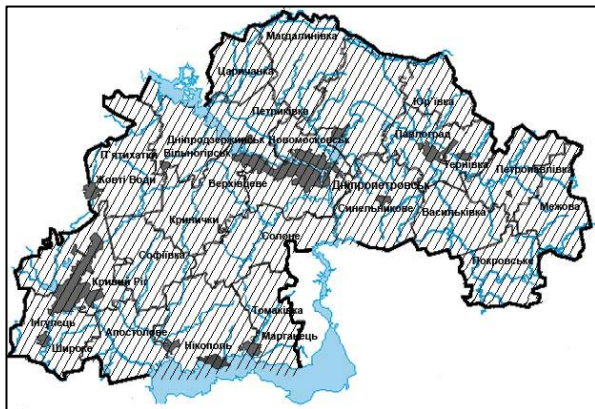 Магдалинівка
Царичанка
Юр'ївка
Петриківка
Дніпродзержинськ
Новомосковськ
Павлоград
П'ятихатки
Вільногірськ
Тернівка
Петропавлівка
Жовті Води
Верхівцеве
Дніпропетровськ
Синельникове
Васильківка
Межова
Кринички
Солоне
Софіївка
Покровське
Кривий Ріг
Томаківка
Інгулець
Апостолове
Марганець
Широке
Нікополь